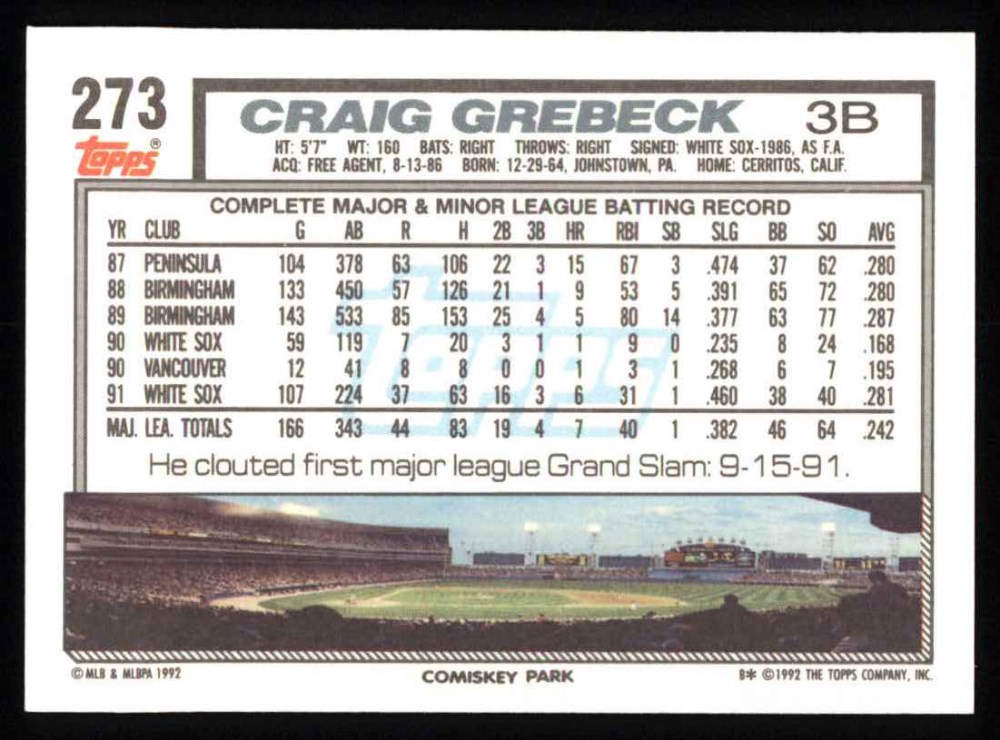 273
Topps®
CRAIG GREBECK 3B
HT: 5'7" WT: 160 BATS: RIGHT THROWS: RIGHT SIGNED: WHITE SOX-1986, AS F.A.
ACQ: FREE AGENT, 8-13-86 BORN: 12-29-64, JOHNSTOWN, PA. HOME: CERRITOS, CALIF.
COMPLETE MAJOR & MINOR LEAGUE BATTING RECORD
YR CLUB G AB R H 2B 3B HR RBI SB SLG BB SO AVG
87 PENINSULA 104 378 63 106 22 3 15 67 3 .474 37 62 .280
88 BIRMINGHAM 133 450 57 126 21 1 9 53 5 .391 65 72 .280
89 BIRMINGHAM 143 533 85 153 25 4 5 80 14 .377 63 77 .287
90 WHITE SOX 59 119 7 20 3 1 1 9 0 .235 8 24 .168
90 VANCOUVER 12 41 8 8 0 0 1 3 1 .268 6 7 .195
91 WHITE SOX 107 224 37 63 16 3 6 31 1 .460 38 40 .281
MAJ. LEA. TOTALS 166 343 44 83 19 4 7 40 1 .382 46 64 .242
Topps
He clouted first major league Grand Slam: 9-15-91.
© MLB & MLBPA 1992 COMISKEY PARK B* ©1992 THE TOPPS COMPANY, INC.